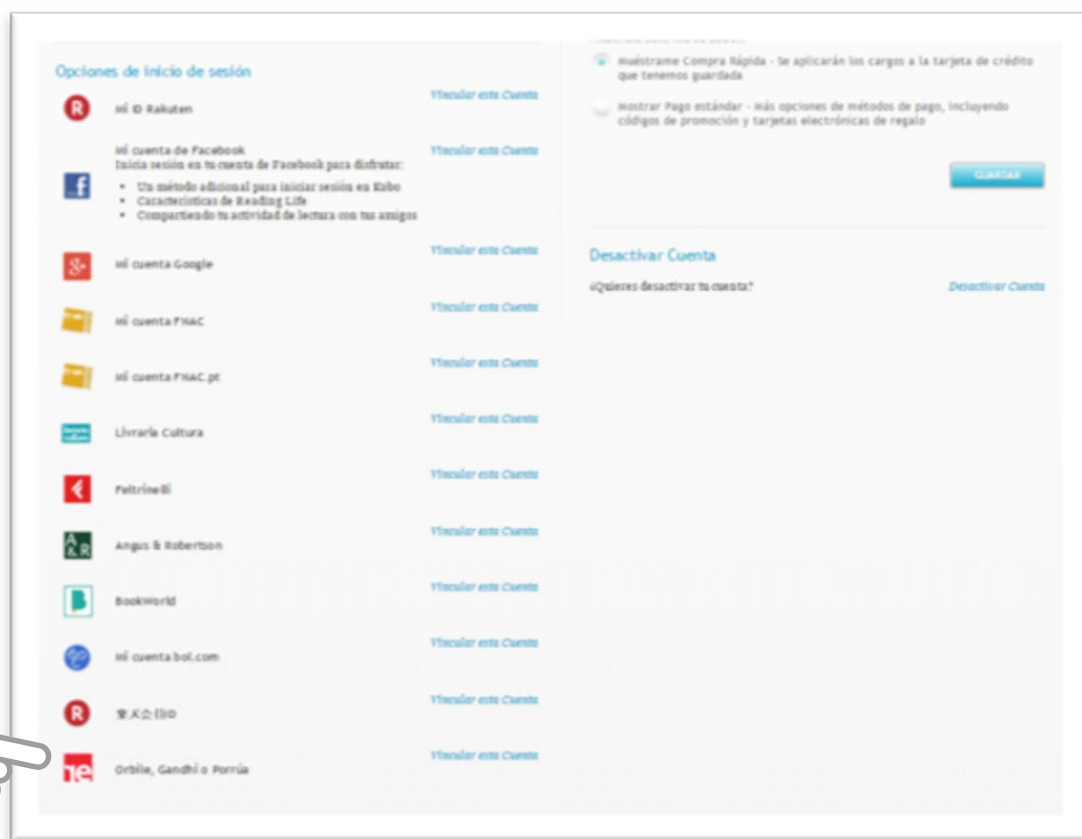 Opciones de inicio de sesión
Mi ID Rakuten
Vincular esta Cuenta
Mi cuenta de Facebook
Vincular esta Cuenta
Inicia sesión en tu cuenta de Facebook para disfrutar:
• Un método adicional para iniciar sesión en Kobo
• Características de Reading Life
• Compartiendo tu actividad de lectura con tus amigos
Mi cuenta Google
Vincular esta Cuenta
Mi cuenta FNAC
Vincular esta Cuenta
Mi cuenta FNAC.pt
Vincular esta Cuenta
Livraria Cultura
Vincular esta Cuenta
Feltrinelli
Vincular esta Cuenta
A&R
Angus & Robertson
Vincular esta Cuenta
BookWorld
Vincular esta Cuenta
Mi cuenta bol.com
Vincular esta Cuenta
R
Vincular esta Cuenta
Orbile, Gandhi o Porrúa
Vincular esta Cuenta
Muéstrame Compra Rápida - Se aplicarán los cargos a la tarjeta de crédito
que tenemos guardada
Mostrar Pago estándar - Más opciones de métodos de pago, incluyendo
códigos de promoción y tarjetas electrónicas de regalo
GUARDAR
Desactivar Cuenta
¿Quieres desactivar tu cuenta?
Desactivar Cuenta